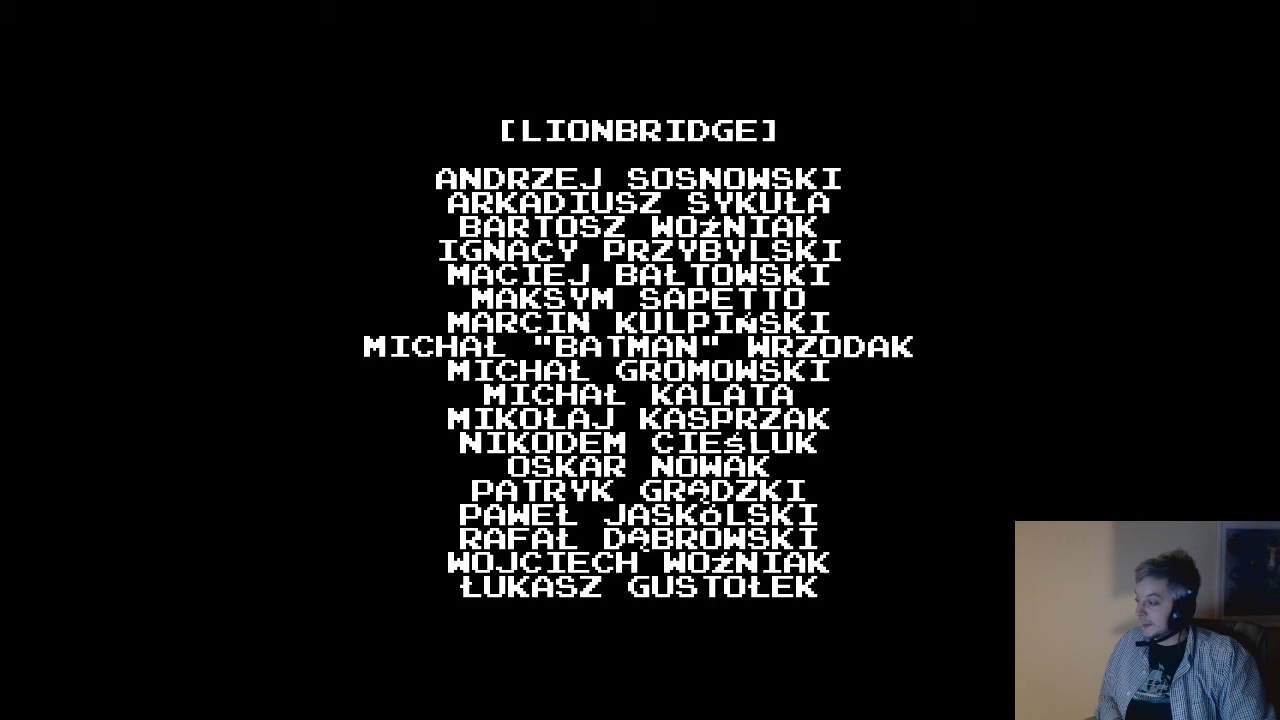 [LIONBRIDGE]
ANDRZEJ SOSNOWSKI
ARKADIUSZ SYKUŁA
BARTOSZ WOźNIAK
IGNACY PRZYBYLSKI
MACIEJ BAŁTOWSKI
MAKSYM SAPETTO
MARCIN KULPIńSKI
MICHAŁ "BATMAN" WRZODAK
MICHAŁ GROMOWSKI
MICHAŁ KALATA
MIKOŁAJ KASPRZAK
NIKODEM CIEśLUK
OSKAR NOWAK
PATRYK GRĄDZKI
PAWEŁ JASKóLSKI
RAFAŁ DĄBROWSKI
WOJCIECH WOźNIAK
ŁUKASZ GUSTOŁEK